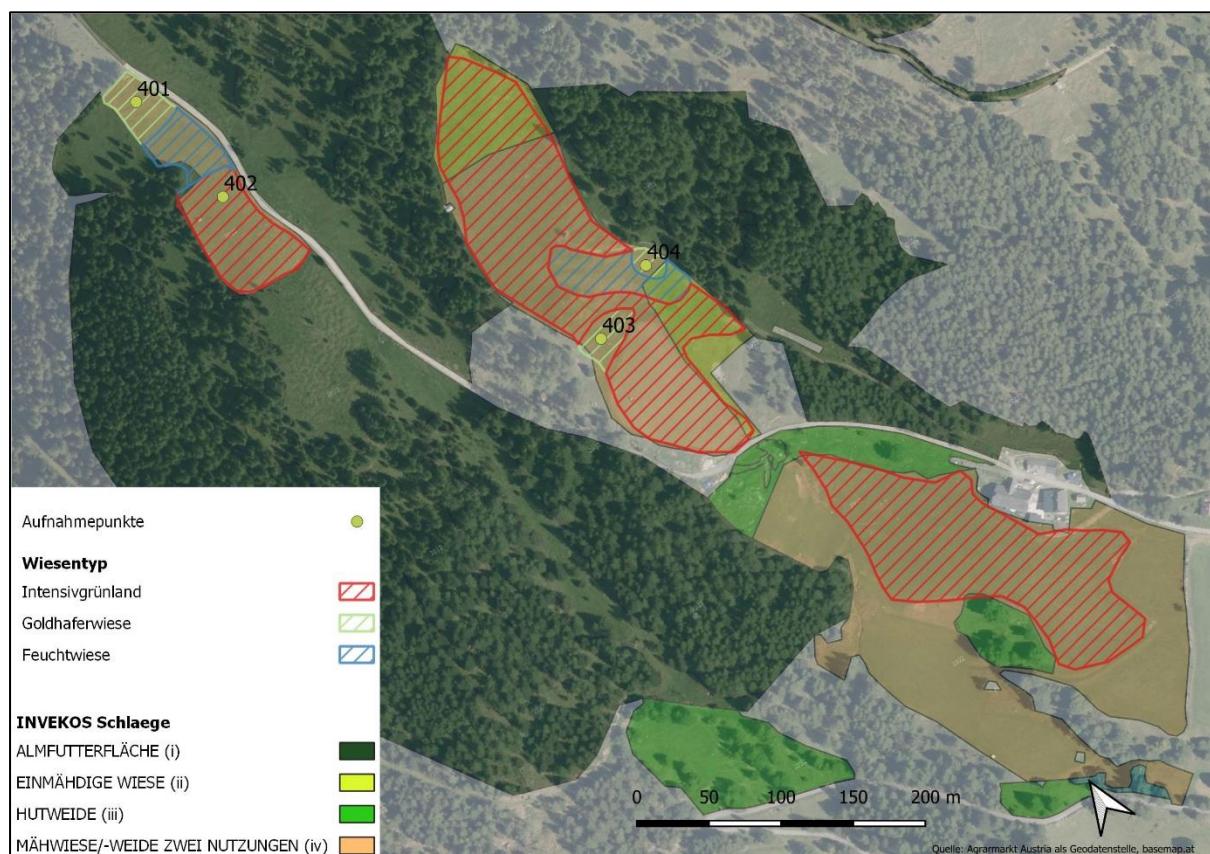 401
402
404
403
Aufnahmepunkte
Wiesentyp
Intensivgrünland
Goldhaferwiese
Feuchtwiese
INVEKOS Schlaege
ALMFUTTERFLÄCHE (i)
EINMÄHDIGE WIESE (ii)
HUTWEIDE (iii)
MÄHWIESE/-WEIDE ZWEI NUTZUNGEN (iv)
0 50 100 150 200 m
Quelle: Agrarmarkt Austria als Geodatenstelle, basemap.at